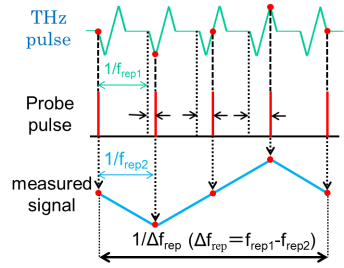 THz
pulse
1/frep1
Probe
pulse
1/frep2
measured
signal
1/Δfrep (Δfrep=frep1-frep2)